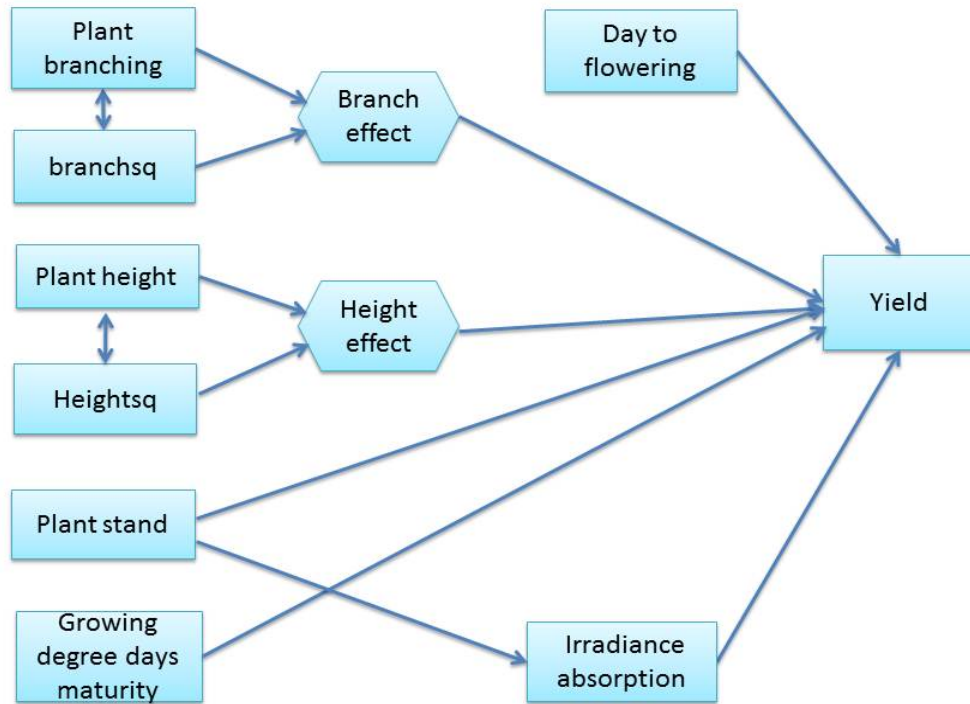 Plant
branching
Day to
flowering
Branch
effect
branchsq
Plant height
Height
effect
Yield
Heightsq
Plant stand
Growing
degree days
maturity
Irradiance
absorption